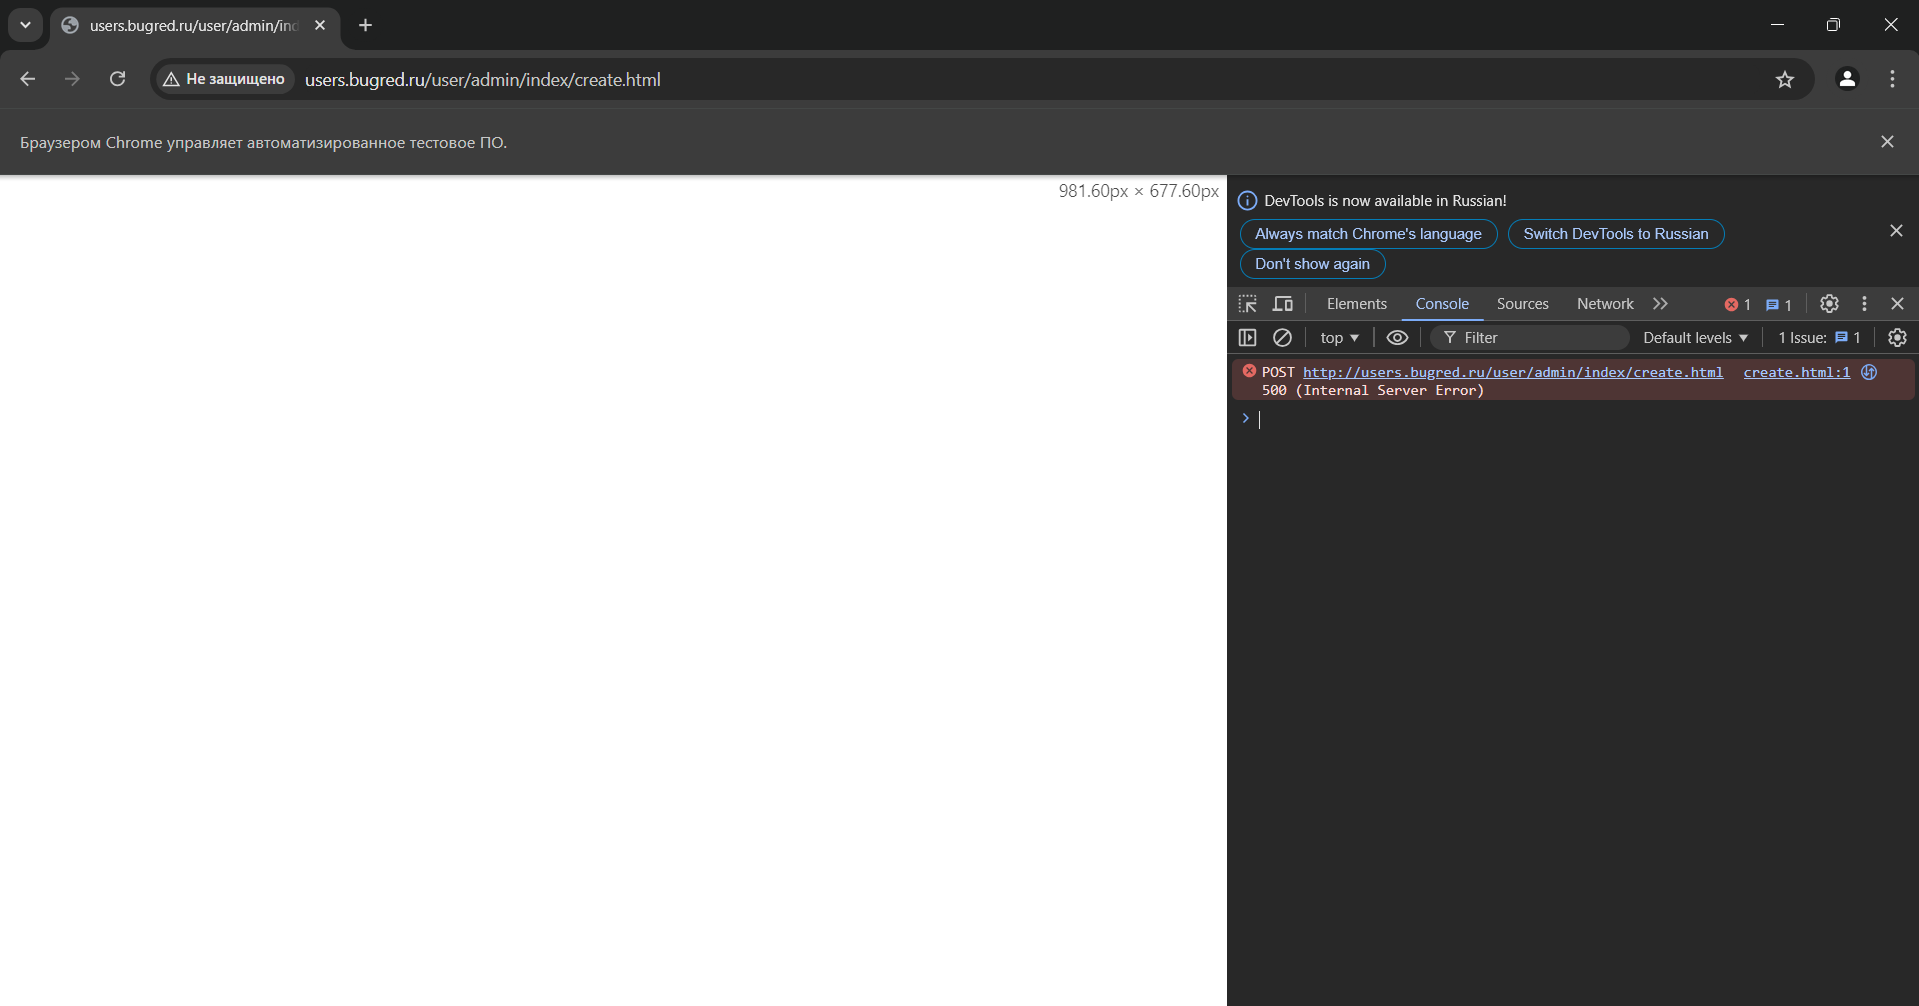 users.bugred.ru/user/admin/ind
Не защищено
users.bugred.ru/user/admin/index/create.html
Браузером Chrome управляет автоматизированное тестовое ПО.
981.60px × 677.60px
DevTools is now available in Russian!
Always match Chrome's language
Switch DevTools to Russian
Don't show again
Elements
Console
Sources
Network
1
1
top
Filter
Default levels
1 Issue:
1
POST http://users.bugred.ru/user/admin/index/create.html create.html:1
500 (Internal Server Error)